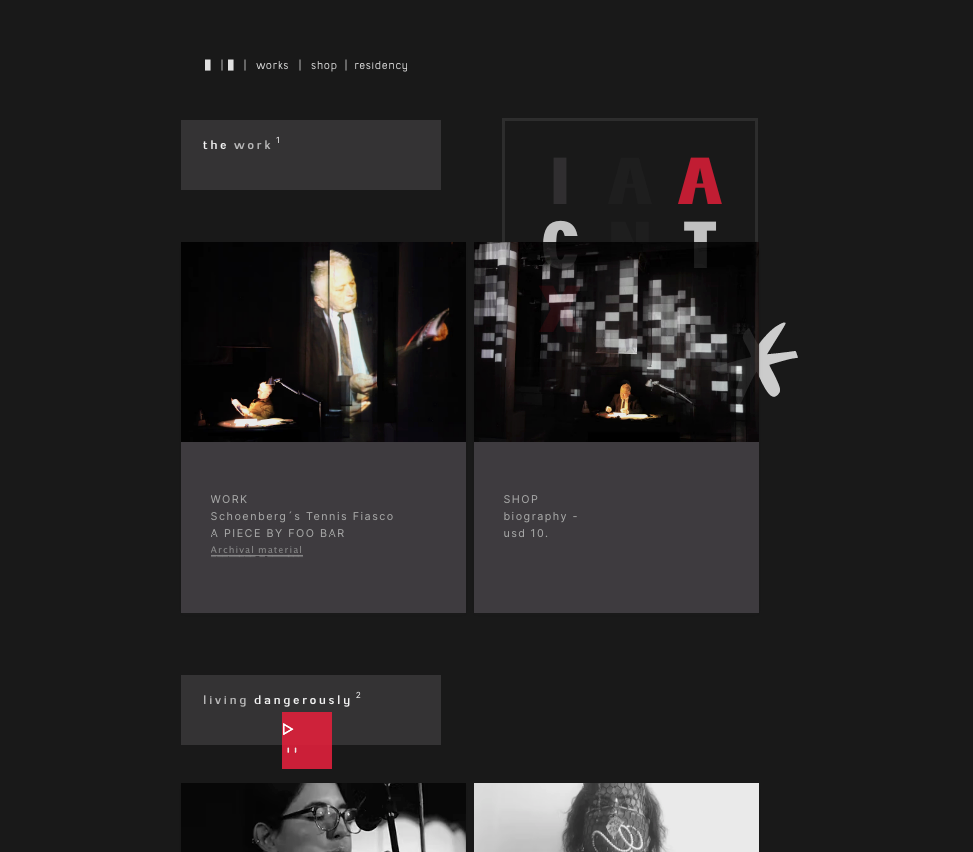 | | works | shop | residency
the work 1
I A A
C N T
WORK
Schoenberg´s Tennis Fiasco
A PIECE BY FOO BAR
Archival material
SHOP
biography -
usd 10.
living dangerously 2